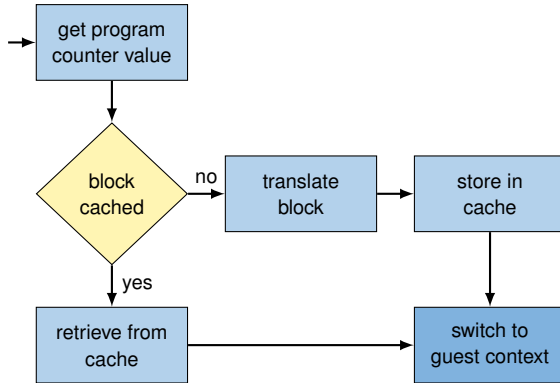 get program
counter value
block
cached
no
translate
block
store in
cache
yes
retrieve from
cache
switch to
guest context